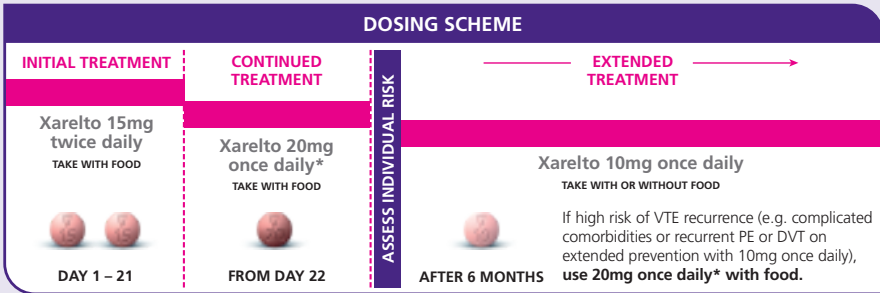 DOSING SCHEME
INITIAL TREATMENT
Xarelto 15mg
twice daily
TAKE WITH FOOD
15
15
DAY 1 – 21
CONTINUED
TREATMENT
Xarelto 20mg
once daily*
TAKE WITH FOOD
20
FROM DAY 22
ASSESS INDIVIDUAL RISK
EXTENDED
TREATMENT
Xarelto 10mg once daily
TAKE WITH OR WITHOUT FOOD
AFTER 6 MONTHS
If high risk of VTE recurrence (e.g. complicated
comorbidities or recurrent PE or DVT on
extended prevention with 10mg once daily),
use 20mg once daily* with food.